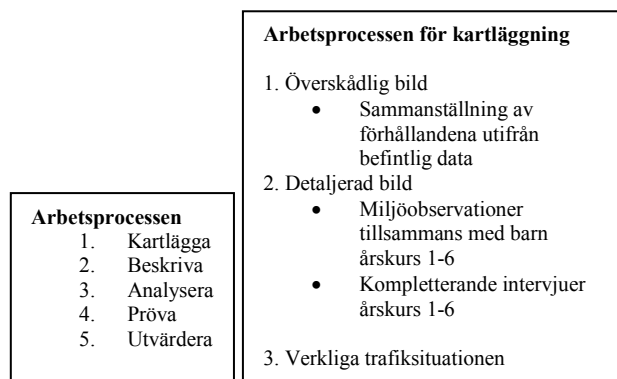 Arbetsprocessen
1. Kartlägga
2. Beskriva
3. Analysera
4. Pröva
5. Utvärdera
Arbetsprocessen för kartläggning
1. Överskådlig bild
• Sammanställning av
förhållandena utifrån
befintlig data
2. Detaljerad bild
• Miljöobservationer
tillsammans med barn
årskurs 1-6
• Kompletterande intervjuer
årskurs 1-6
3. Verkliga trafiksituationen